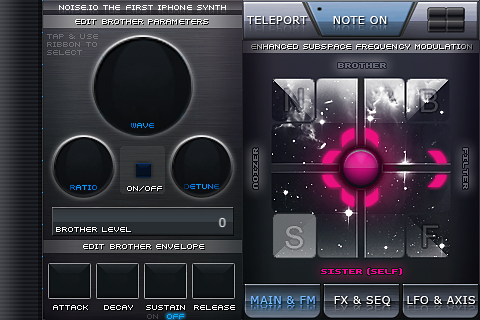 NOISE.IO THE FIRST IPHONE SYNTH
EDIT BROTHER PARAMETERS
TAP & USE
RIBBON TO
SELECT
WAVE
RATIO
ON/OFF
DETUNE
BROTHER LEVEL 0
EDIT BROTHER ENVELOPE
ATTACK DECAY SUSTAIN RELEASE
ON OFF
TELEPORT NOTE ON
ENHANCED SUBSPACE FREQUENCY MODULATION
BROTHER
N B
NOIZER FILTER
S F
SISTER (SELF)
MAIN & FM FX & SEQ LFO & AXIS